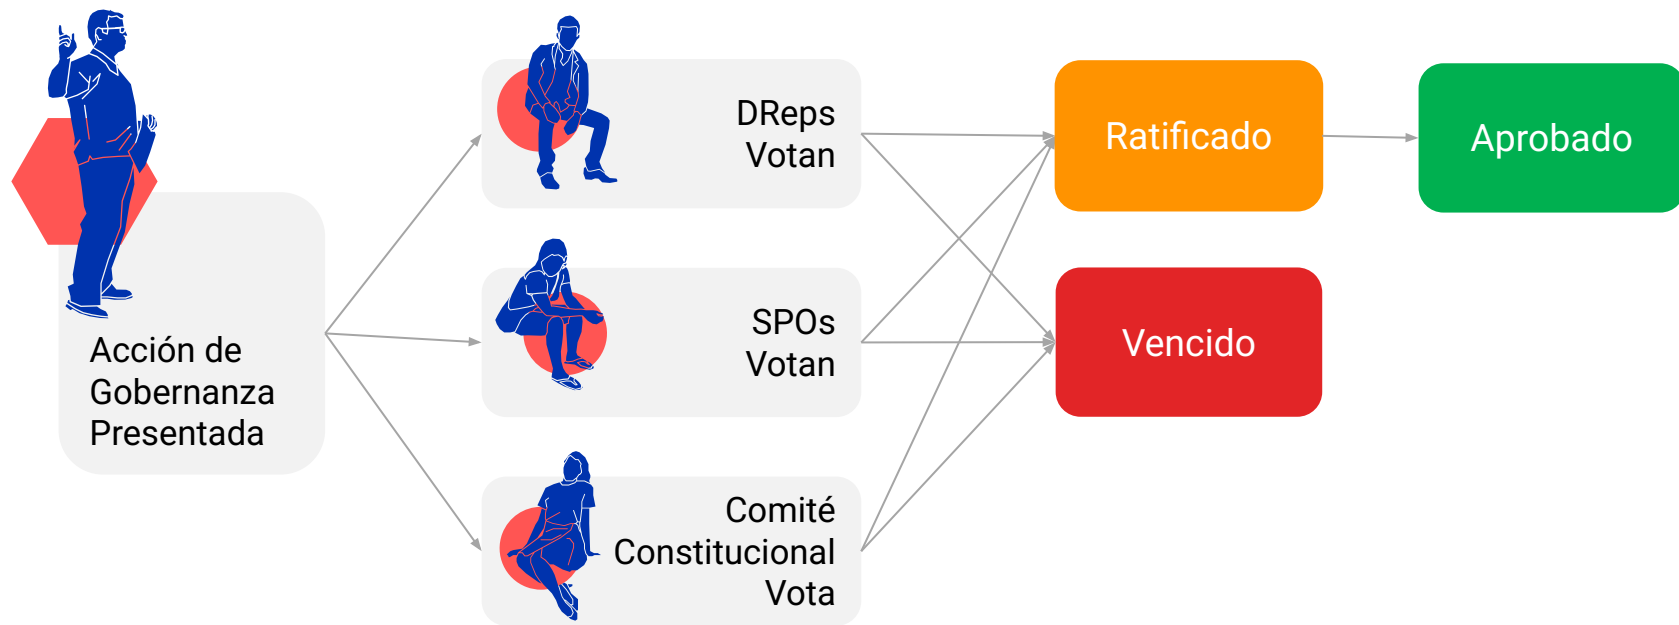 Acción de
Gobernanza
Presentada
DReps
Votan
SPOs
Votan
Comité
Constitucional
Vota
Ratificado
Vencido
Aprobado